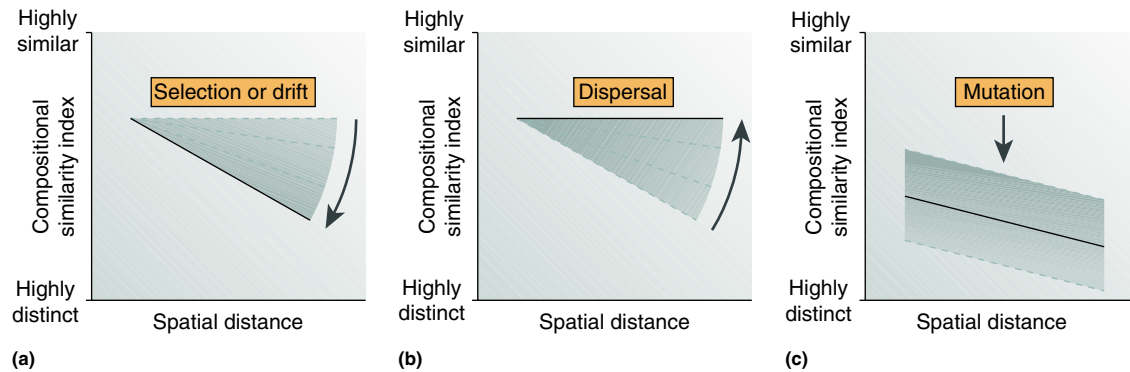 Highly
similar
Compositional
similarity index
Highly
distinct
Selection or drift
Spatial distance
(a)
Highly
similar
Compositional
similarity index
Highly
distinct
Dispersal
Spatial distance
(b)
Highly
similar
Compositional
similarity index
Highly
distinct
Mutation
Spatial distance
(c)